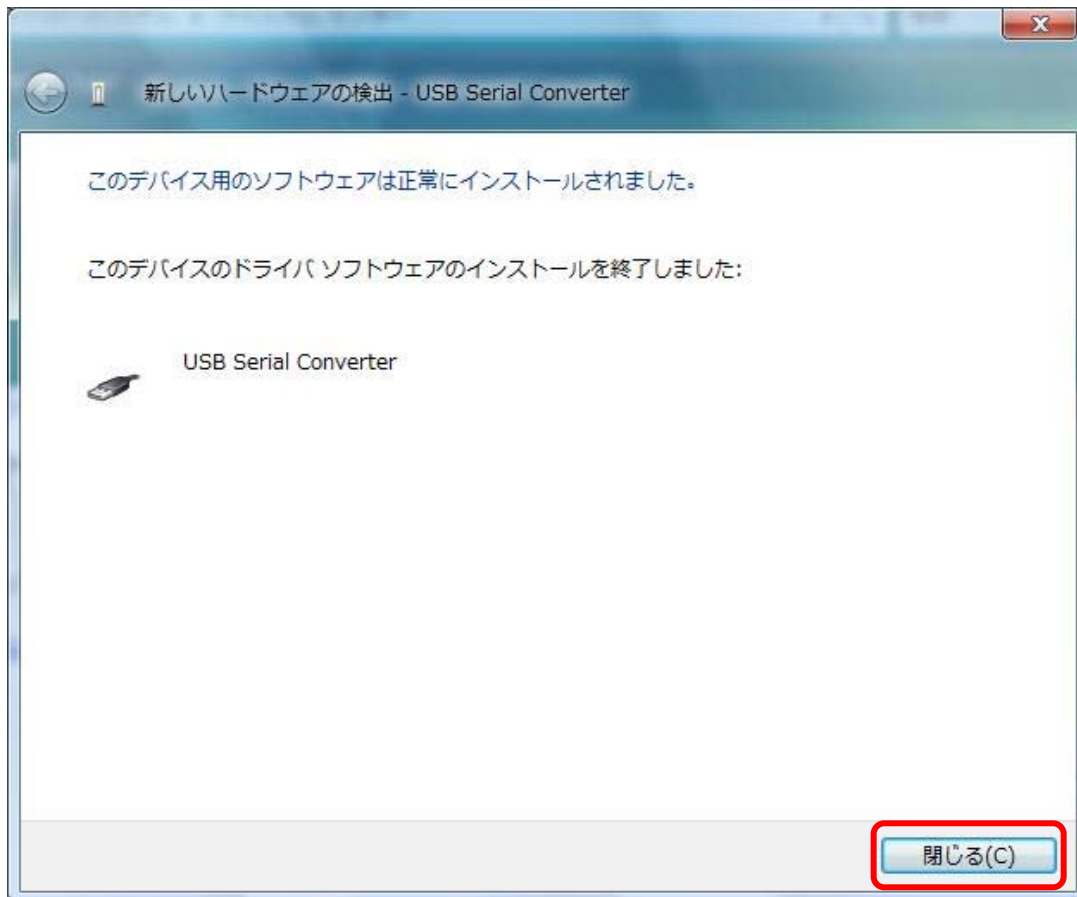 新しいハードウェアの検出 - USB Serial Converter
このデバイス用のソフトウェアは正常にインストールされました。
このデバイスのドライバ ソフトウェアのインストールを終了しました:
USB Serial Converter
閉じる(C)